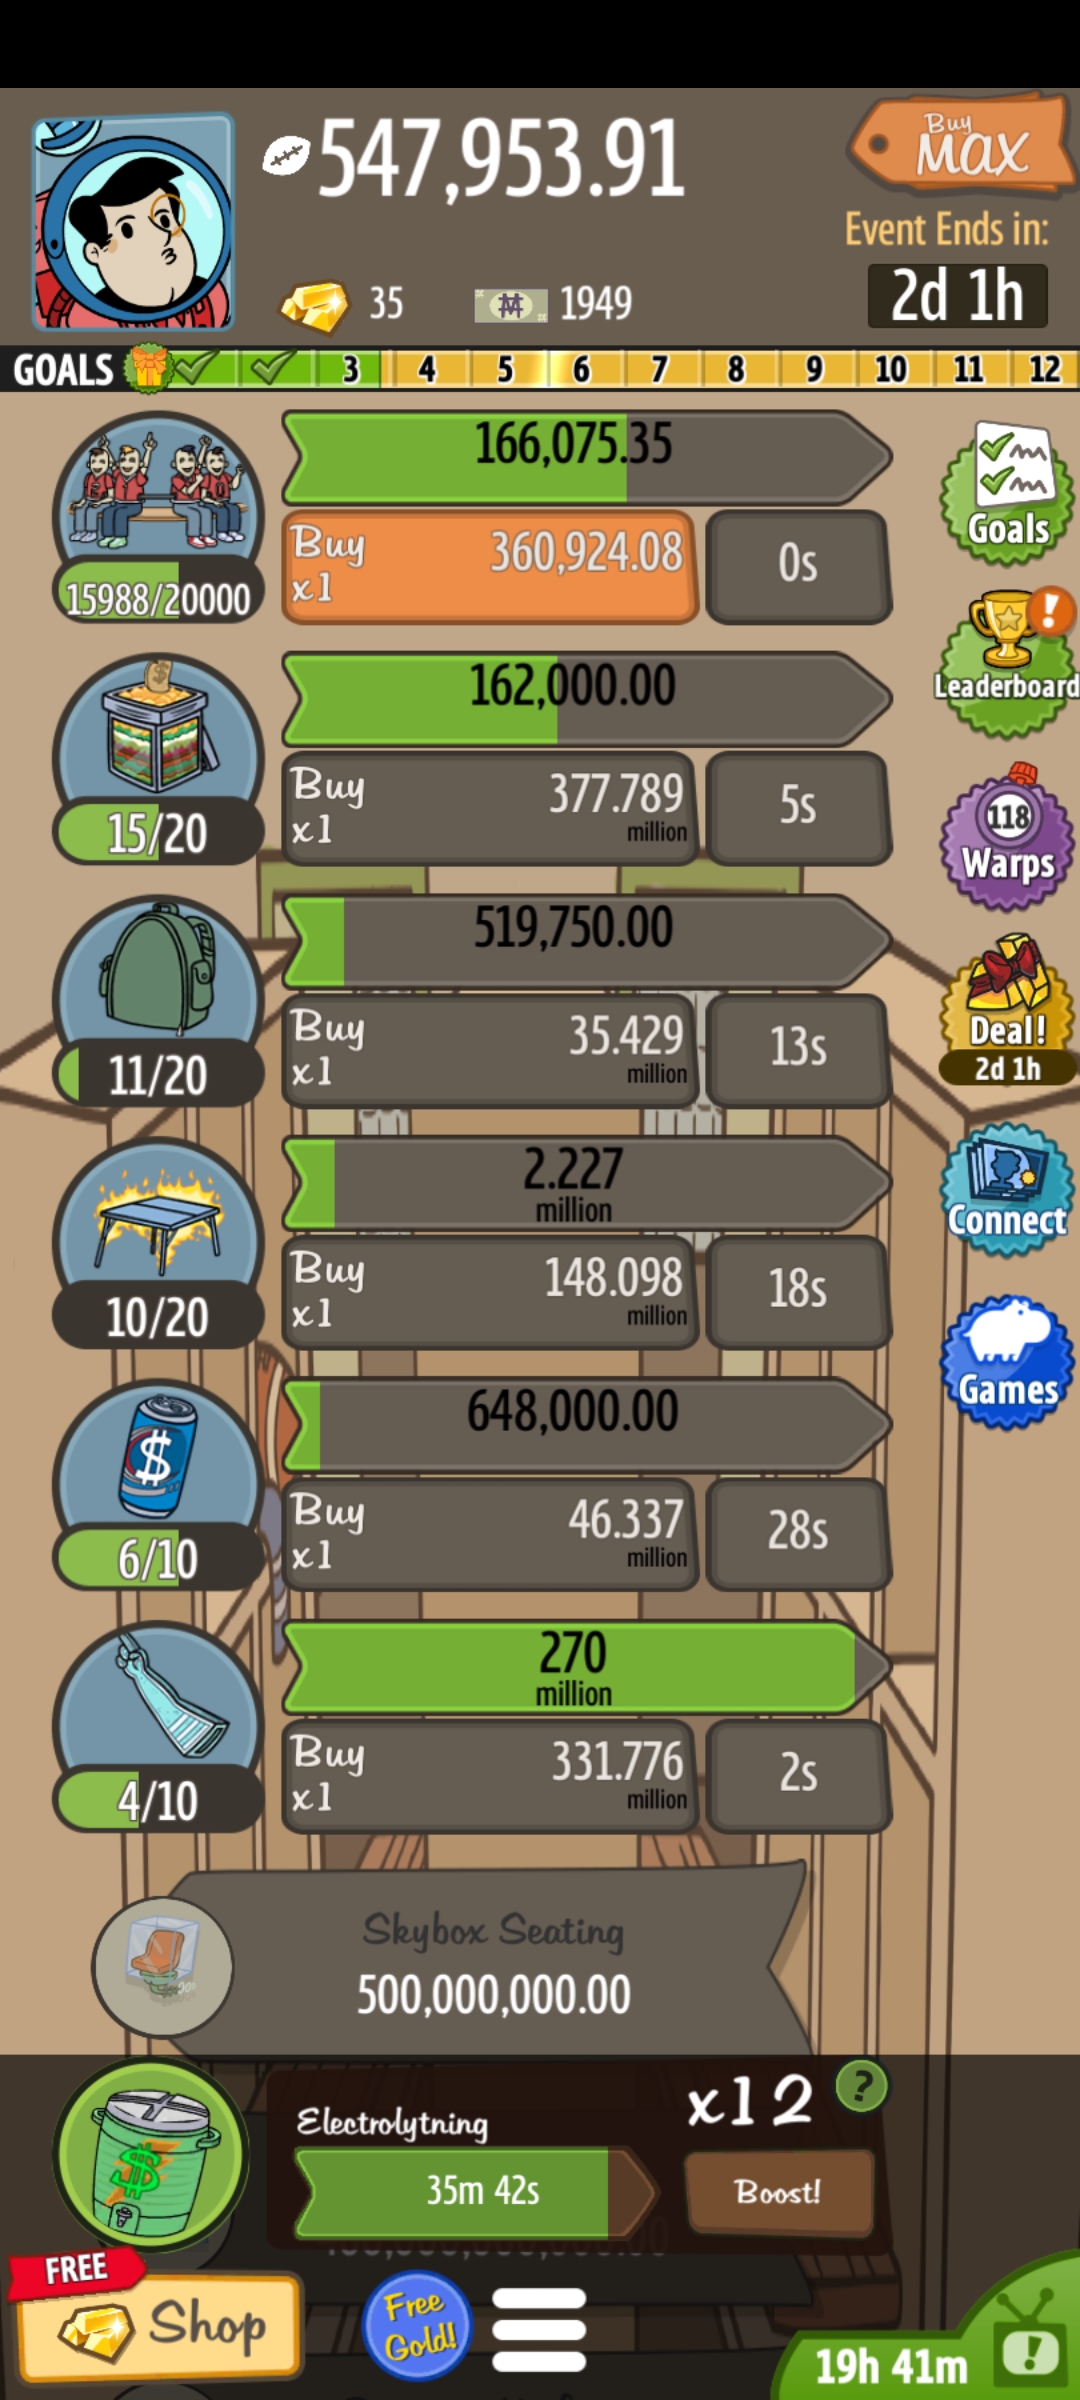 547,953.91
Buy
MAX
Event Ends in:
2d 1h
35
1949
GOALS 3 4 5 6 7 8 9 10 11 12
166,075.35
Buy
x1
360,924.08
0s
15988/20000
Goals
162,000.00
Buy
x1
377.789
million
5s
15/20
Leaderboard
519,750.00
Buy
x1
35.429
million
13s
11/20
118
Warps
2.227
million
Buy
x1
148.098
million
18s
10/20
Deal!
2d 1h
648,000.00
Buy
x1
46.337
million
28s
6/10
Connect
270
million
Buy
x1
331.776
million
2s
4/10
Games
Skybox Seating
500,000,000.00
Electrolytning
x12
?
35m 42s
Boost!
FREE
Shop
Free
Gold!
19h 41m